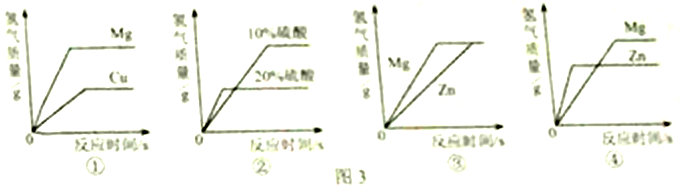 氢气质量/g
Mg
Cu
0
反应时间/s
①
氢气质量/g
10%硫酸
20%硫酸
0
反应时间/s
②
氢气质量/g
Mg
Zn
0
反应时间/s
③
氢气质量/g
Mg
Zn
0
反应时间/s
④
图3